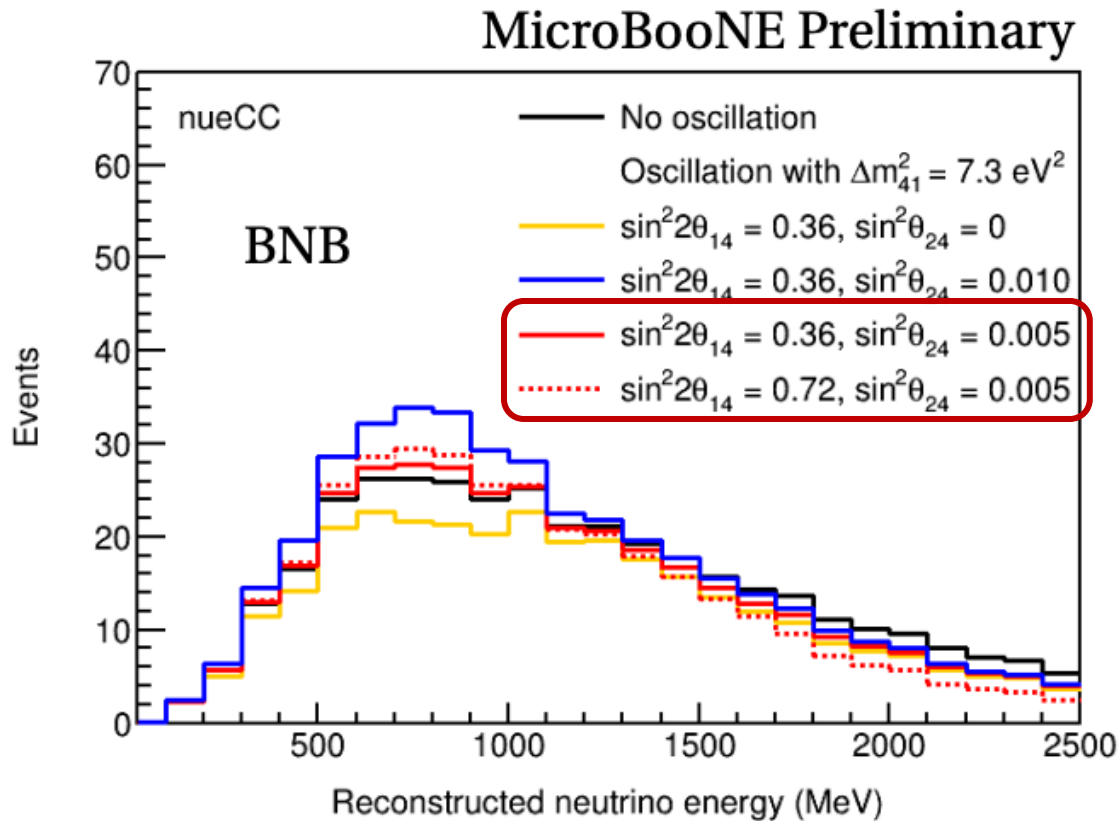 MicroBooNE Preliminary
nueCC
BNB
No oscillation
Oscillation with Δm²₄₁ = 7.3 eV²
sin²2θ₁₄ = 0.36, sin²θ₂₄ = 0
sin²2θ₁₄ = 0.36, sin²θ₂₄ = 0.010
sin²2θ₁₄ = 0.36, sin²θ₂₄ = 0.005
sin²2θ₁₄ = 0.72, sin²θ₂₄ = 0.005
Events
70
60
50
40
30
20
10
0
500 1000 1500 2000 2500
Reconstructed neutrino energy (MeV)